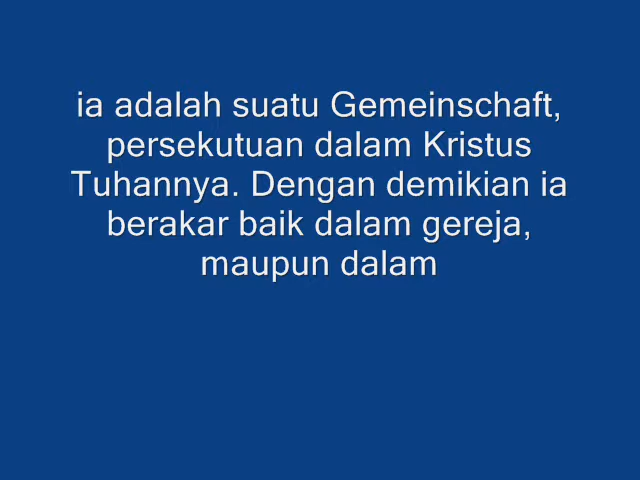 ia adalah suatu Gemeinschaft,
persekutuan dalam Kristus
Tuhannya. Dengan demikian ia
berakar baik dalam gereja,
maupun dalam